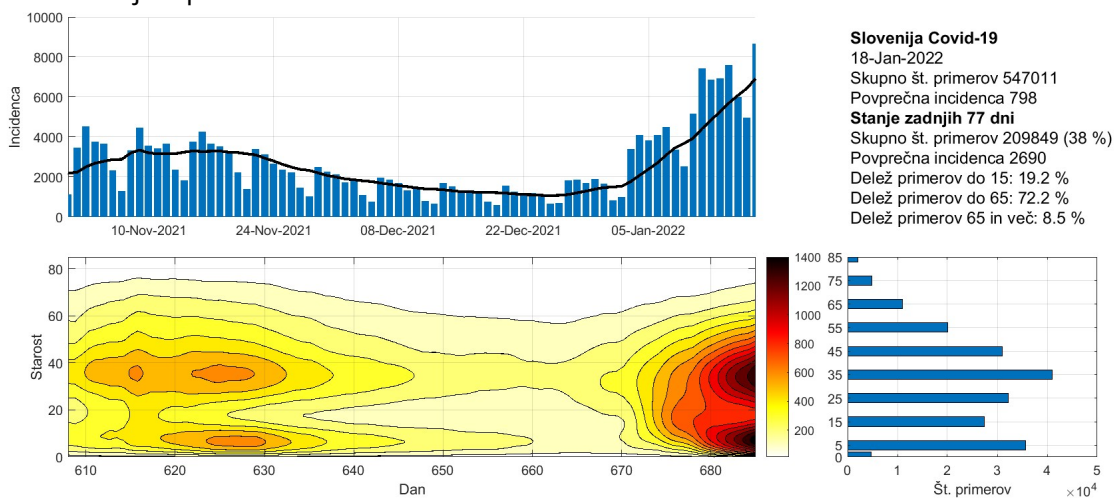 10000
8000
6000
4000
2000
0
Incidenca
10-Nov-2021 24-Nov-2021 08-Dec-2021 22-Dec-2021 05-Jan-2022
Slovenija Covid-19
18-Jan-2022
Skupno št. primerov 547011
Povprečna incidenca 798
Stanje zadnjih 77 dni
Skupno št. primerov 209849 (38 %)
Povprečna incidenca 2690
Delež primerov do 15: 19.2 %
Delež primerov do 65: 72.2 %
Delež primerov 65 in več: 8.5 %
80
60
40
20
0
Starost
610 620 630 640 650 660 670 680
Dan
1400
1200
1000
800
600
400
200
85
75
65
55
45
35
25
15
5
0
0 1 2 3 4 5
Št. primerov ×10⁴